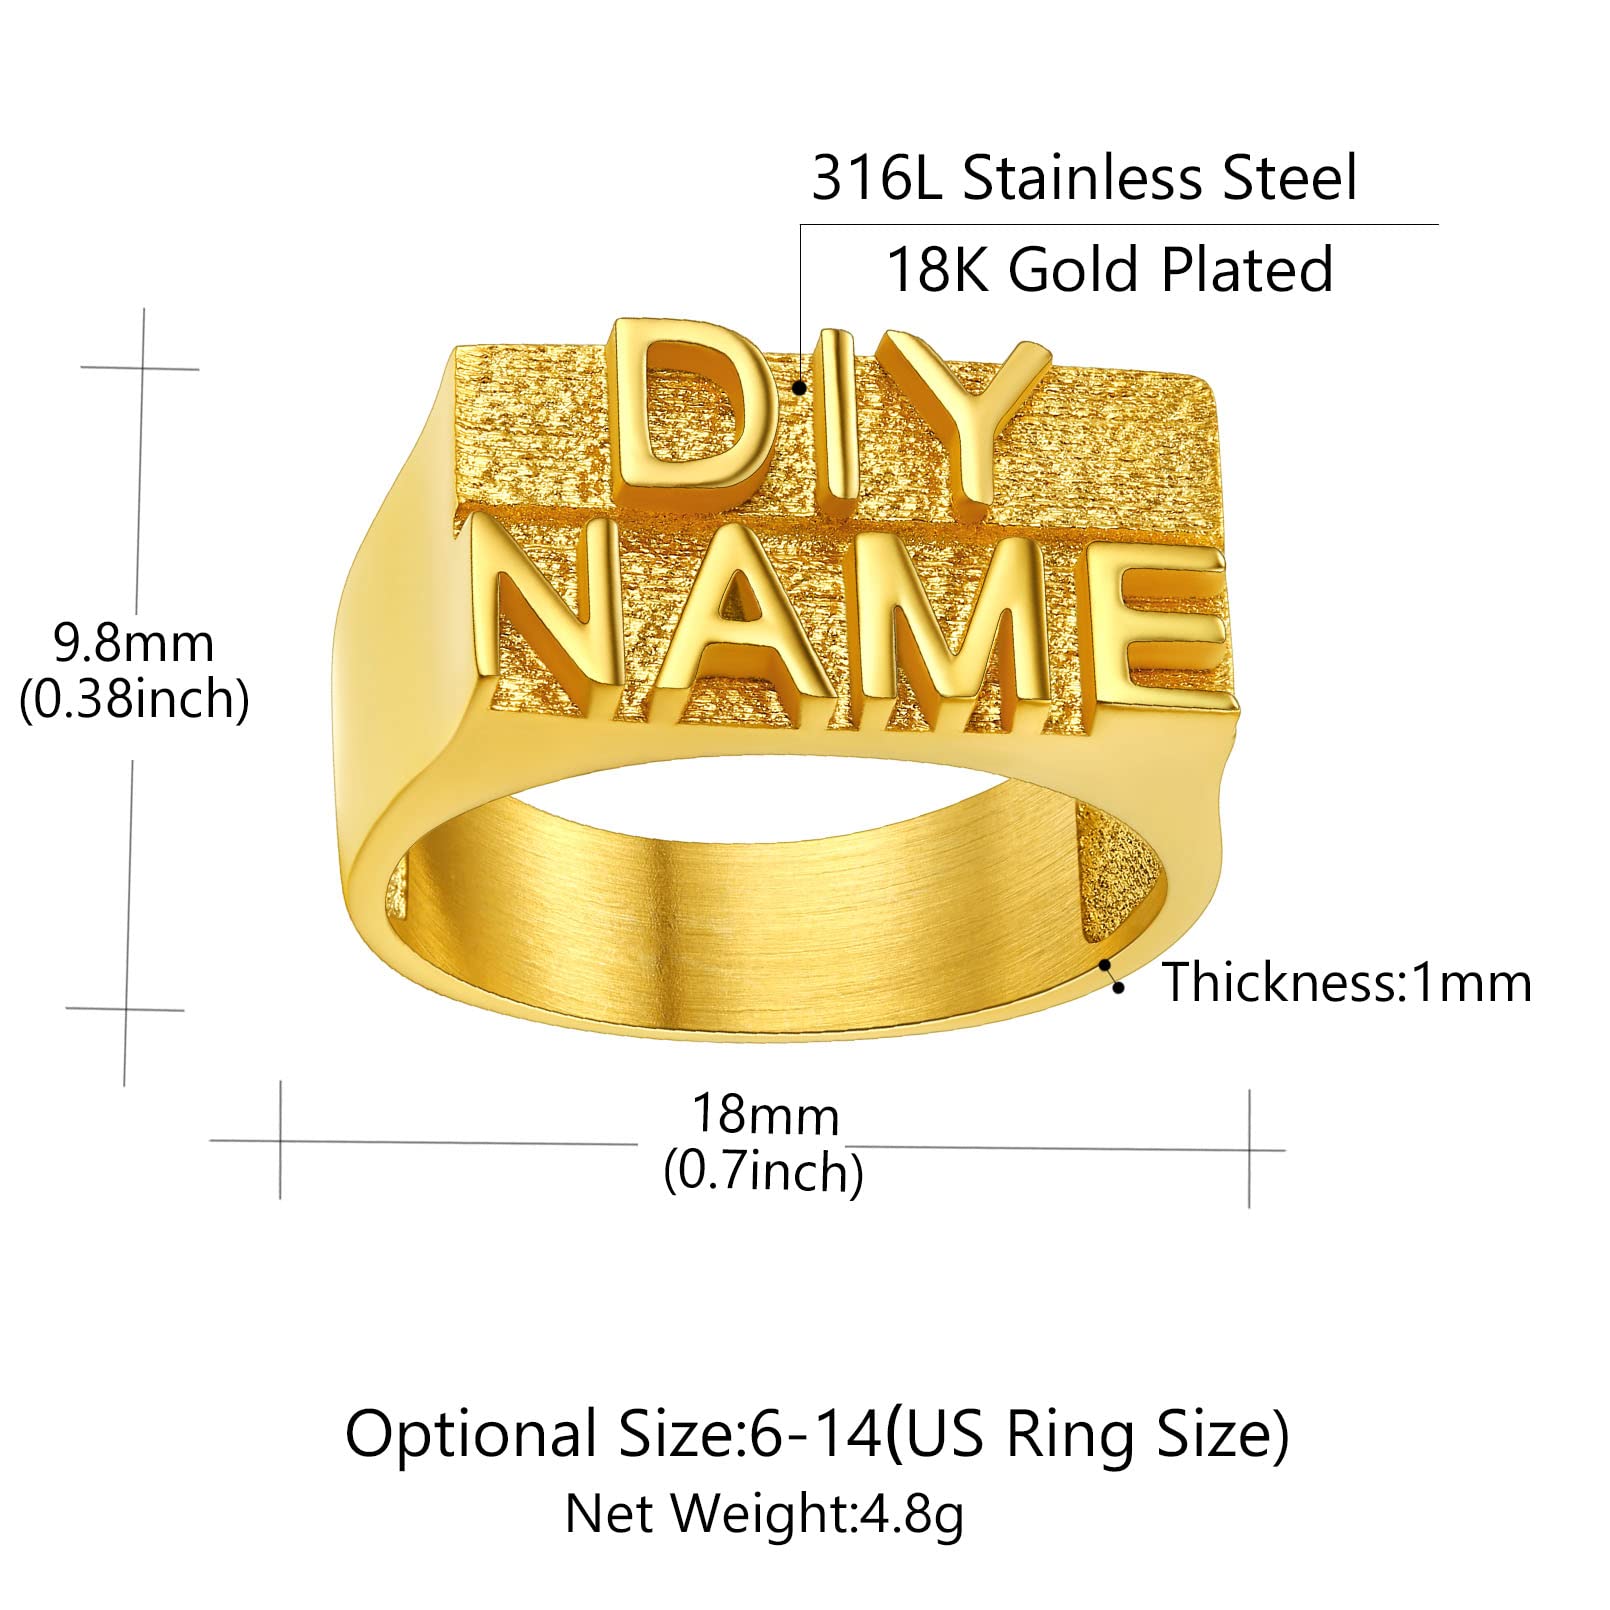 316L Stainless Steel
18K Gold Plated
DIY
NAME
9.8mm
(0.38inch)
Thickness:1mm
18mm
(0.7inch)
Optional Size:6-14(US Ring Size)
Net Weight:4.8g